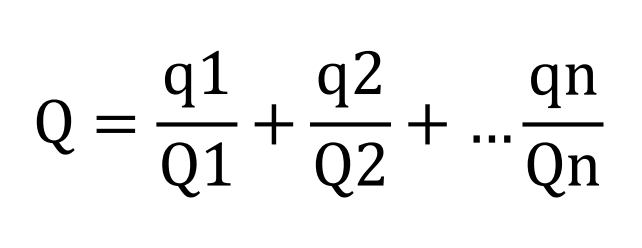 Q = q1/Q1 + q2/Q2 + ... qn/Qn